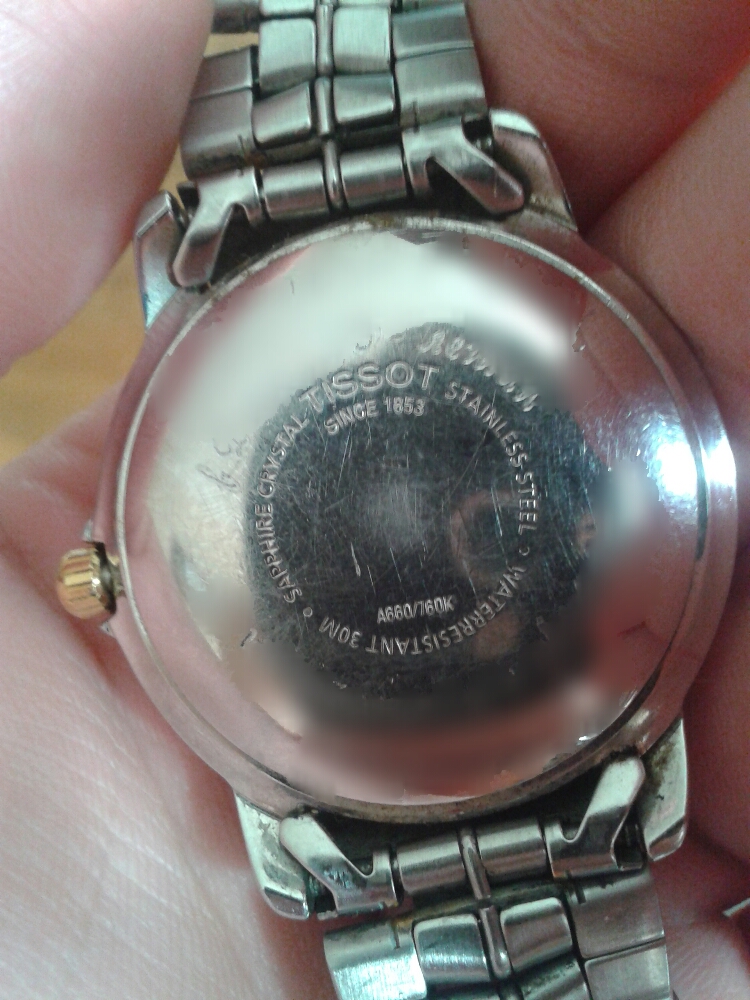 TISSOT
SINCE 1853
STAINLESS STEEL • WATERRESISTANT 30M • SAPPHIRE CRYSTAL
A660/760K